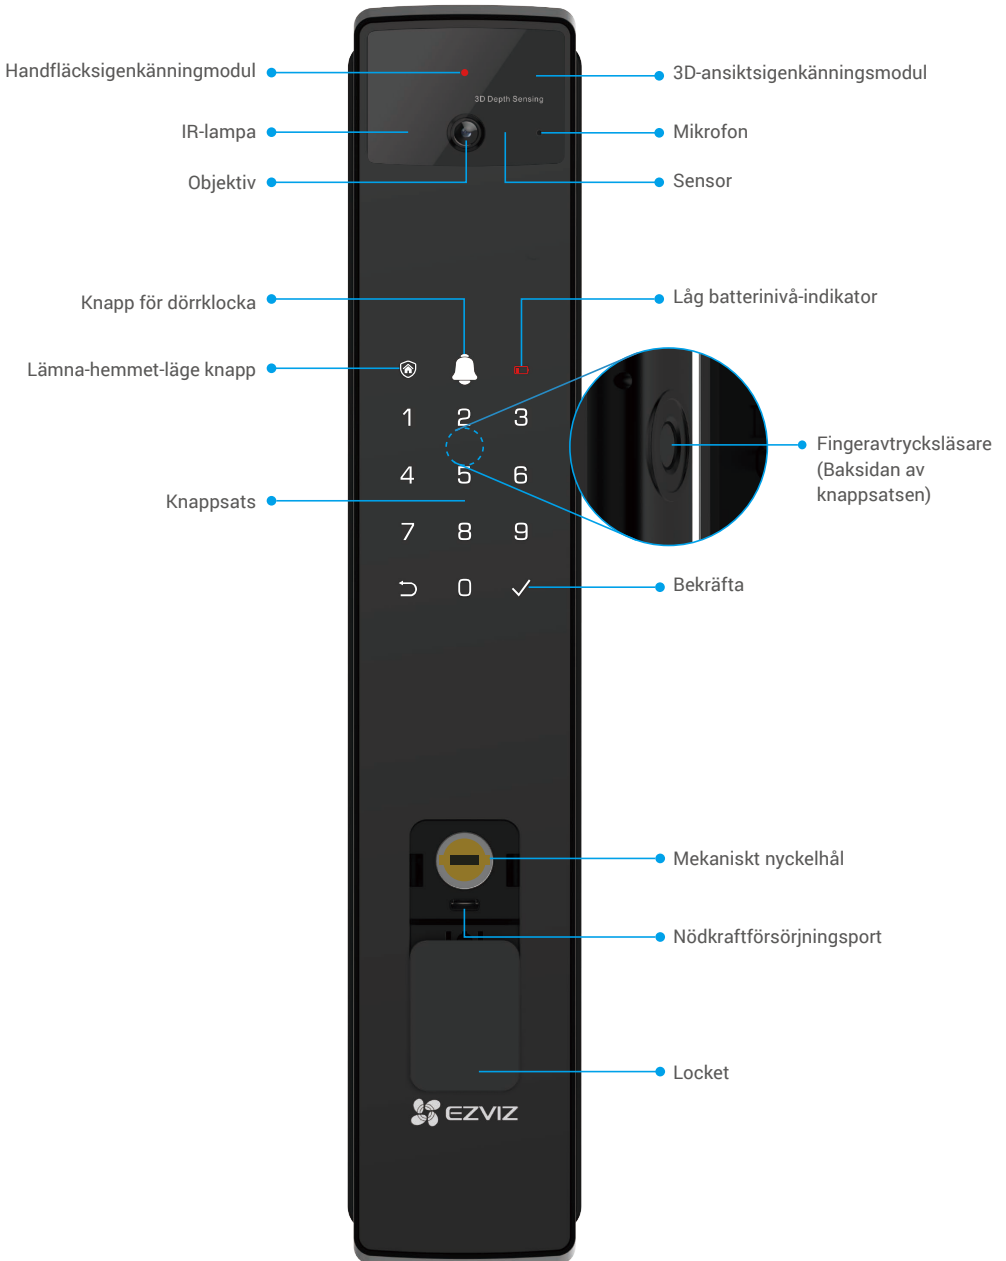 Handfläcksigenkänningmodul
3D-ansiktsigenkänningsmodul
3D Depth Sensing
IR-lampa
Mikrofon
Objektiv
Sensor
Knapp för dörrklocka
Låg batterinivå-indikator
Lämna-hemmet-läge knapp
1 2 3
Fingeravtrycksläsare
(Baksidan av
knappsatsen)
4 5 6
Knappsats
7 8 9
0
Bekräfta
Mekaniskt nyckelhål
Nödkraftförsörjningsport
Locket
EZVIZ